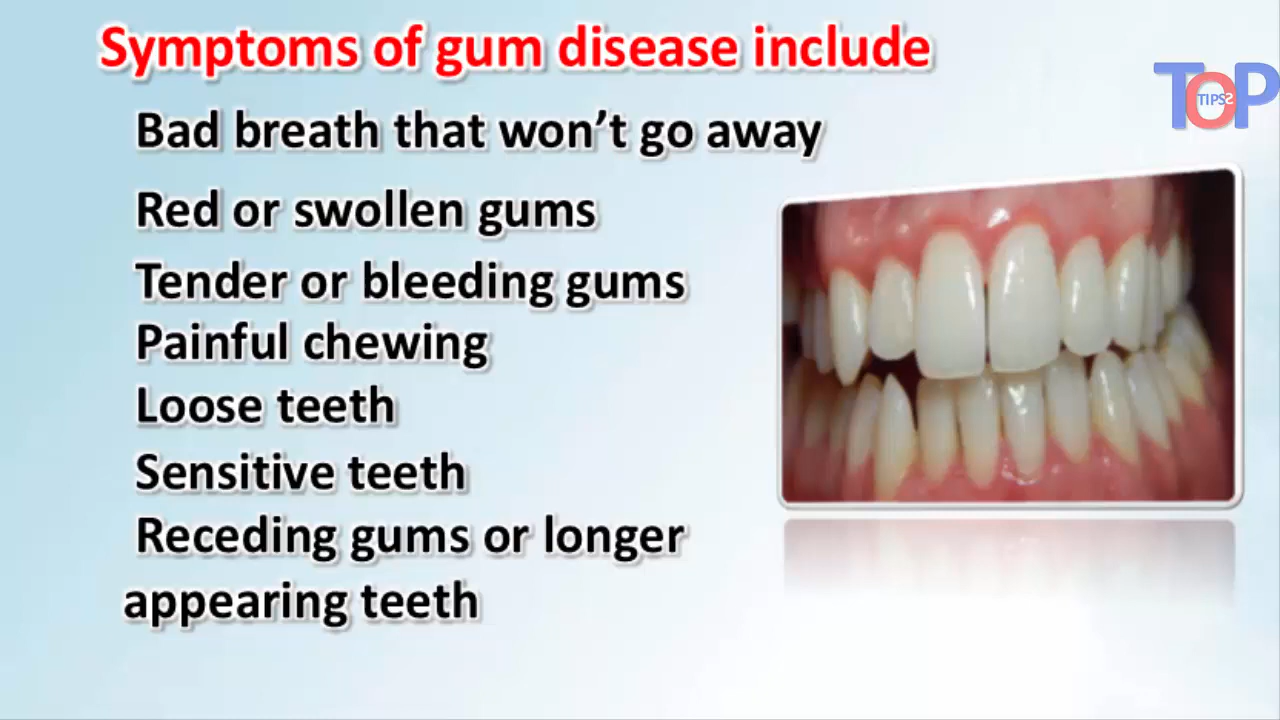 Symptoms of gum disease include
TOP
TIPS2
Bad breath that won’t go away
Red or swollen gums
Tender or bleeding gums
Painful chewing
Loose teeth
Sensitive teeth
Receding gums or longer
appearing teeth